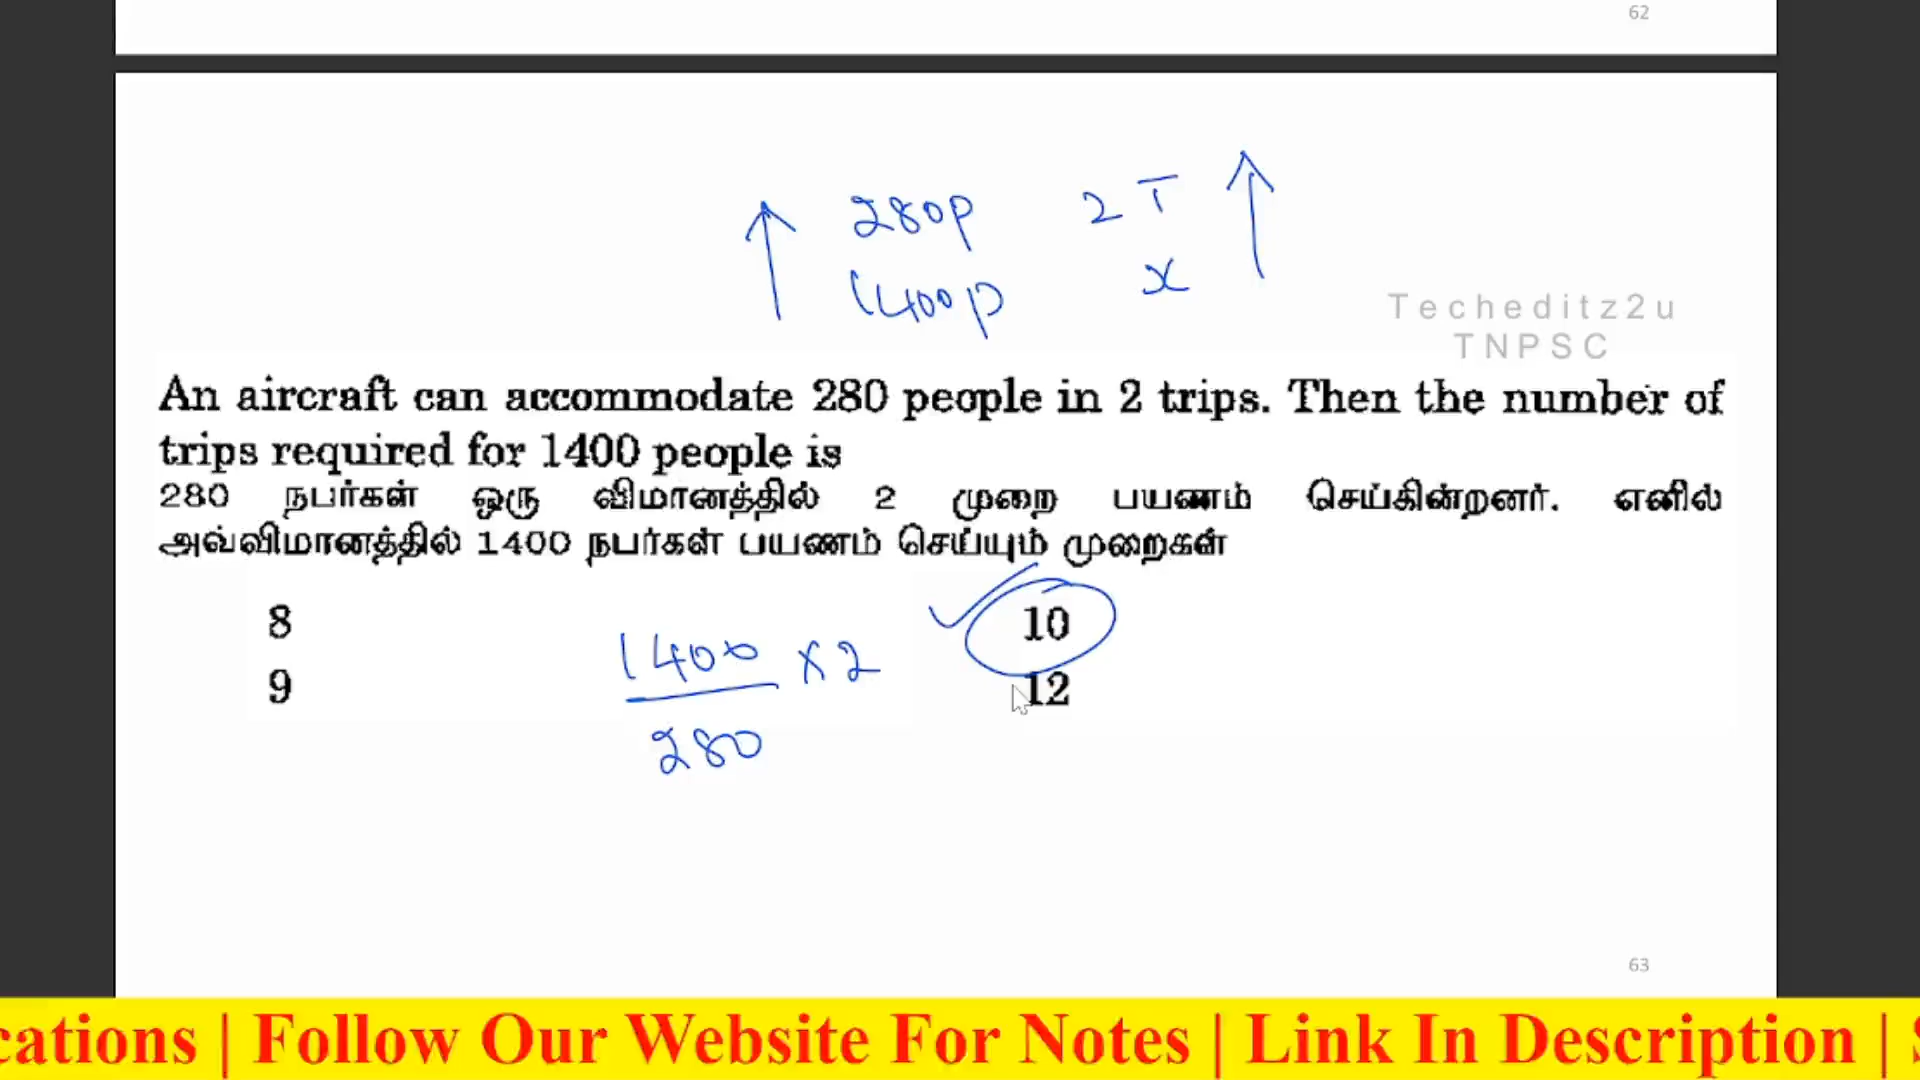 62
280p 2T
1400p x
Techeditz2u
TNPSC
An aircraft can accommodate 280 people in 2 trips. Then the number of
trips required for 1400 people is
280 நபர்கள் ஒரு விமானத்தில் 2 முறை பயணம் செய்கின்றனர். எனில்
அவ்விமானத்தில் 1400 நபர்கள் பயணம் செய்யும் முறைகள்
8 10
1400 × 2
9 12
280
63
cations | Follow Our Website For Notes | Link In Description | S